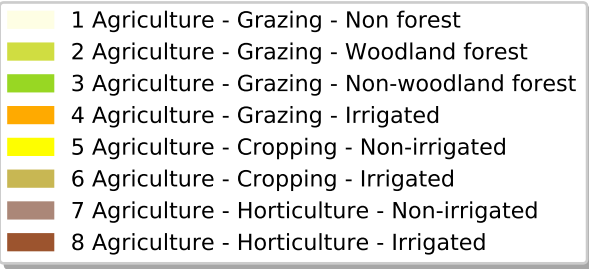 1 Agriculture - Grazing - Non forest
2 Agriculture - Grazing - Woodland forest
3 Agriculture - Grazing - Non-woodland forest
4 Agriculture - Grazing - Irrigated
5 Agriculture - Cropping - Non-irrigated
6 Agriculture - Cropping - Irrigated
7 Agriculture - Horticulture - Non-irrigated
8 Agriculture - Horticulture - Irrigated